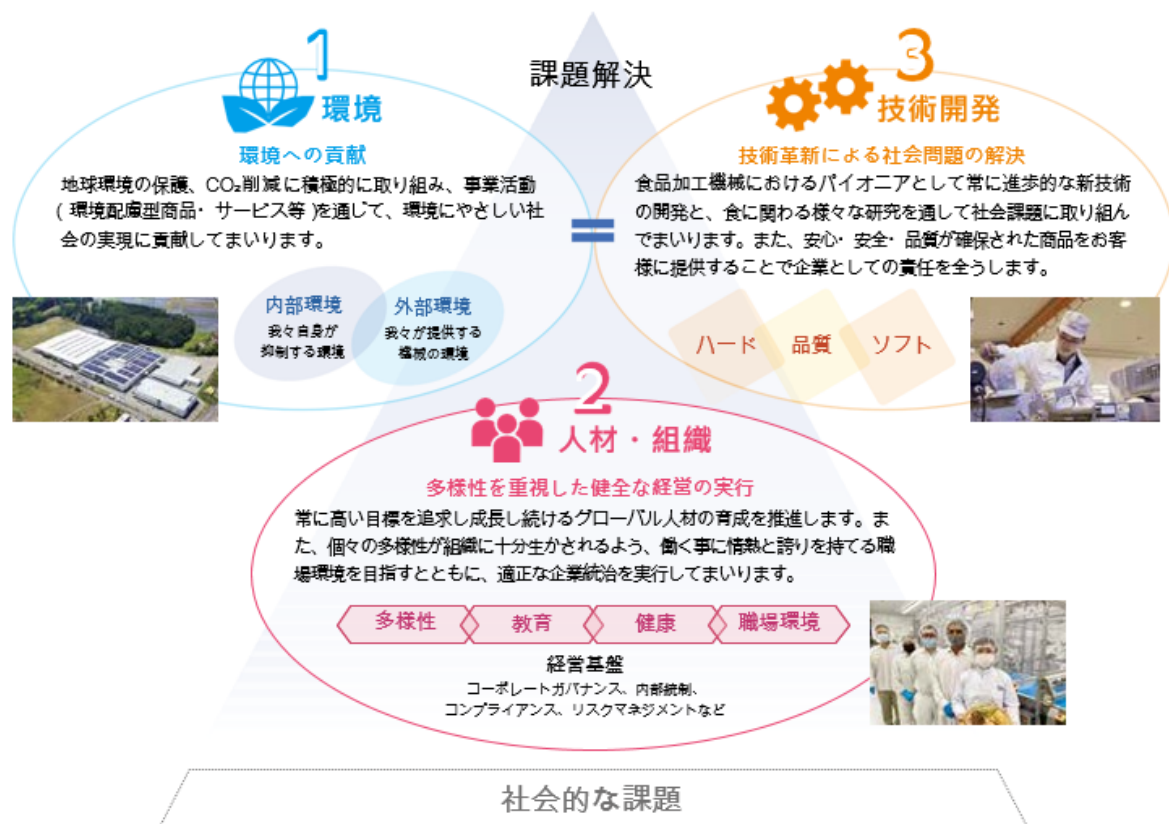 課題解決
1
環境
環境への貢献
地球環境の保護、CO₂削減に積極的に取り組み、事業活動
(環境配慮型商品・サービス等)を通じて、環境にやさしい社
会の実現に貢献してまいります。
内部環境
我々自身が
抑制する環境
外部環境
我々が提供する
機械の環境
=
3
技術開発
技術革新による社会問題の解決
食品加工機械におけるパイオニアとして常に進歩的な新技術
の開発と、食に関わる様々な研究を通して社会課題に取り組ん
でまいります。また、安心・安全・品質が確保された商品をお客
様に提供することで企業としての責任を全うします。
ハード
品質
ソフト
2
人材・組織
多様性を重視した健全な経営の実行
常に高い目標を追求し成長し続けるグローバル人材の育成を推進します。ま
た、個々の多様性が組織に十分生かされるよう、働く事に情熱と誇りを持てる職
場環境を目指すとともに、適正な企業統治を実行してまいります。
多様性
教育
健康
職場環境
経営基盤
コーポレートガバナンス、内部統制、
コンプライアンス、リスクマネジメントなど
社会的な課題